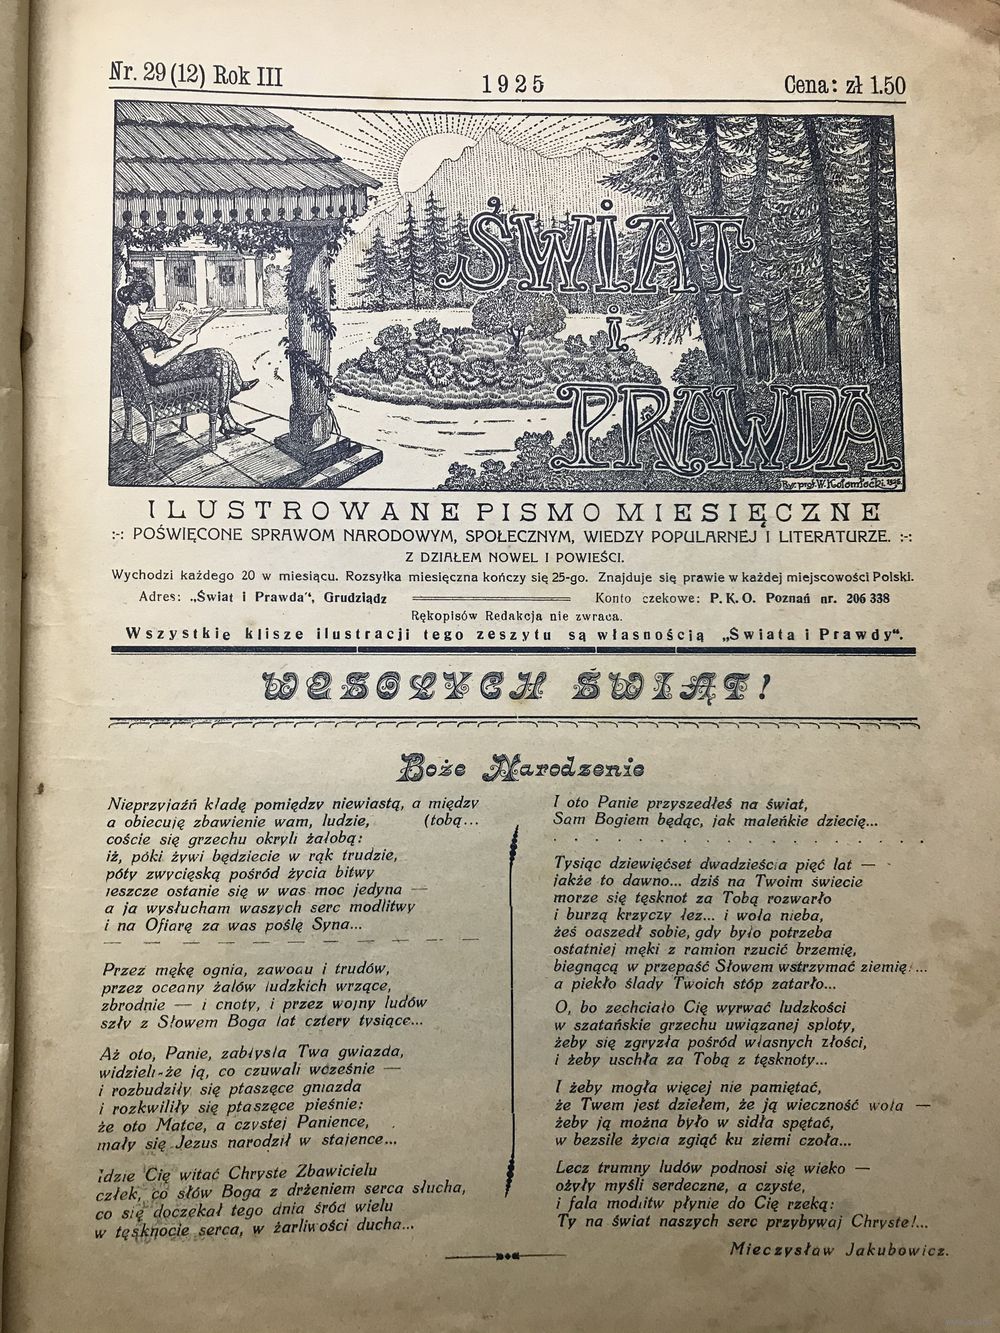 Nr. 29 (12) Rok III
1925
Cena: zł 1.50
ŚWiAT
i
PRAWDA
Rys. prof. W. Kołomłocki 1925
ILUSTROWANE PISMO MIESIĘCZNE
:-: POŚWIĘCONE SPRAWOM NARODOWYM, SPOŁECZNYM, WIEDZY POPULARNEJ I LITERATURZE. :-:
Z DZIAŁEM NOWEL I POWIEŚCI.
Wychodzi każdego 20 w miesiącu. Rozsyłka miesięczna kończy się 25-go. Znajduje się prawie w każdej miejscowości Polski.
Adres: „Świat i Prawda“, Grudziądz
Konto czekowe: P. K. O. Poznań nr. 206 338
Rękopisów Redakcja nie zwraca.
Wszystkie klisze ilustracji tego zeszytu są własnością „Świata i Prawdy“.
WESOŁYCH ŚWIĄT!
Boże Narodzenie
Nieprzyjaźń kładę pomiędzy niewiastą, a między
a obiecuję zbawienie wam, ludzie, (tobą...
coście się grzechu okryli żałobą:
iż, póki żywi będziecie w rąk trudzie,
póty zwycięską pośród życia bitwy
jeszcze ostanie się w was moc jedyna —
a ja wysłucham waszych serc modlitwy
i na Ofiarę za was poślę Syna...
— — — — — — — — — —
Przez mękę ognia, zawodu i trudów,
przez oceany żalów ludzkich wrzące,
zbrodnie — i cnoty, i przez wojny ludów
szły z Słowem Boga lat cztery tysiące...
Aż oto, Panie, zabłysła Twa gwiazda,
widzieli-że ją, co czuwali wcześnie —
i rozbudziły się ptaszęce gniazda
i rozkwiliły się ptaszęce pieśnie:
że oto Matce, a czystej Panience,
mały się Jezus narodził w stajence...
Idzie Cię witać Chryste Zbawicielu
człek, co słów Boga z drżeniem serca słucha,
co się doczekał tego dnia śród wielu
w tęsknocie serca, w żarliwości ducha...
I oto Panie przyszedłeś na świat,
Sam Bogiem będąc, jak maleńkie dziecię...
. . . . . . . . . . . . . . . . .
Tysiąc dziewięćset dwadzieścia pięć lat —
jakże to dawno... dziś na Twoim świecie
morze się tęsknot za Tobą rozwarło
i burzą krzyczy łez... i woła nieba,
żeś odszedł sobie, gdy było potrzeba
ostatniej męki z ramion rzucić brzemię,
biegnącą w przepaść Słowem wstrzymać ziemię!...
a piekło ślady Twoich stóp zatarło...
O, bo zechciało Cię wyrwać ludzkości
w szatańskie grzechu uwiązanej sploty,
żeby się zgryzła pośród własnych złości,
i żeby uschła za Tobą z tęsknoty...
I żeby mogła więcej nie pamiętać,
że Twem jest dziełem, że ją wieczność woła —
żeby ją można było w sidła spętać,
w bezsile życia zgiąć ku ziemi czoła...
Lecz trumny ludów podnosi się wieko —
ożyły myśli serdeczne, a czyste,
i fala modlitw płynie do Cię rzeką:
Ty na świat naszych serc przybywaj Chryste!...
Mieczysław Jakubowicz.